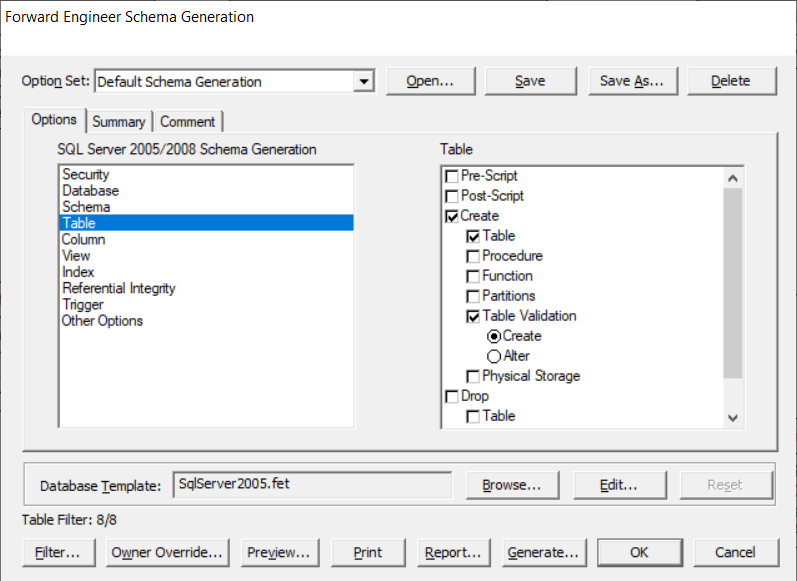 Forward Engineer Schema Generation
Option Set: Default Schema Generation Open... Save Save As... Delete
Options Summary Comment
SQL Server 2005/2008 Schema Generation
Security
Database
Schema
Table
Column
View
Index
Referential Integrity
Trigger
Other Options
Table
Pre-Script
Post-Script
Create
Table
Procedure
Function
Partitions
Table Validation
Create
Alter
Physical Storage
Drop
Table
Database Template: SqlServer2005.fet Browse... Edit... Reset
Table Filter: 8/8
Filter... Owner Override... Preview... Print Report... Generate... OK Cancel